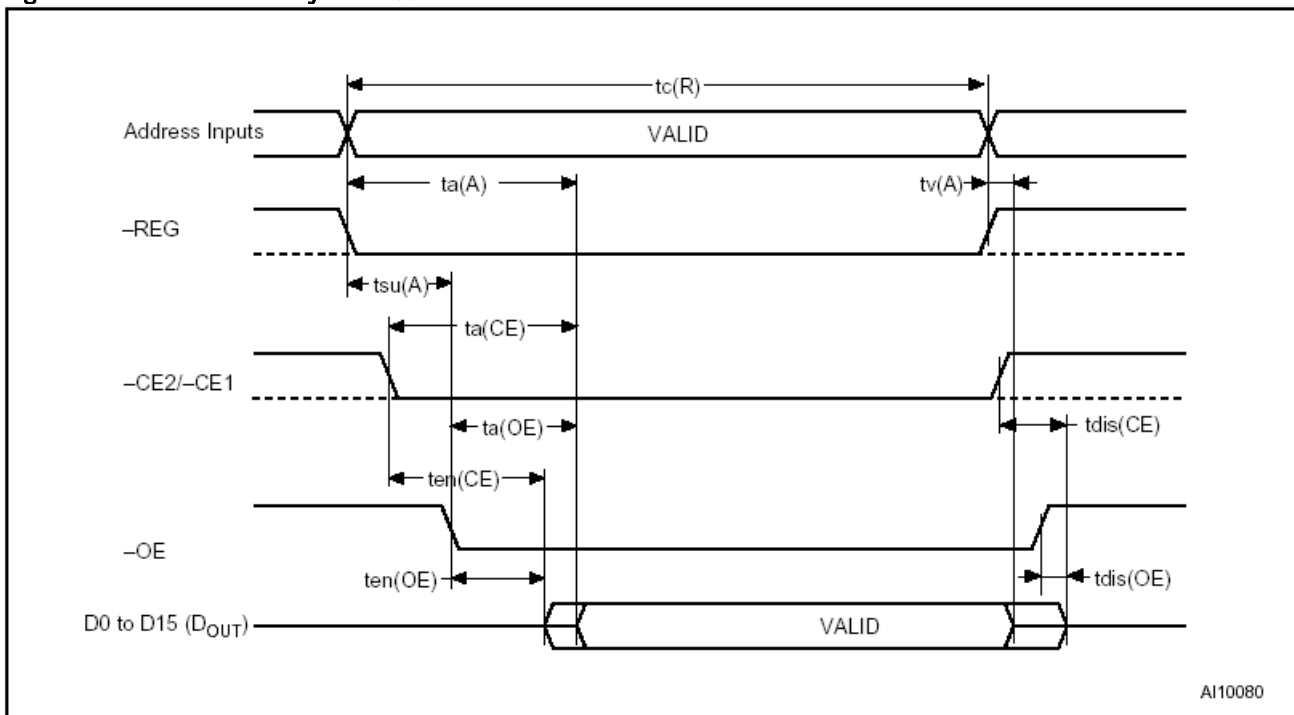 tc(R)
Address Inputs
VALID
ta(A)
tv(A)
–REG
tsu(A)
ta(CE)
–CE2/–CE1
ta(OE)
tdis(CE)
ten(CE)
–OE
ten(OE)
tdis(OE)
D0 to D15 (DOUT)
VALID
AI10080